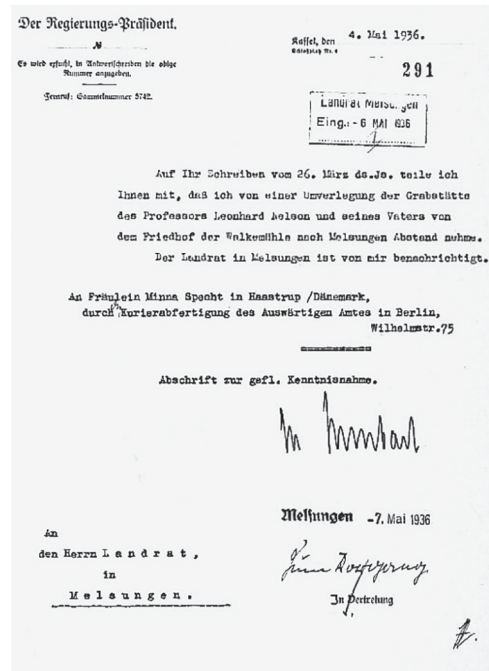 Der Regierungs-Präsident.
№
Es wird ersucht, in Antwortschreiben die obige
Nummer anzugeben.
Fernruf: Sammelnummer 5742.
Kassel, den 4. Mai 1936.
291
Landrat Melsungen
Eing.: - 6 MAI 1936
Auf Ihr Schreiben vom 26. März ds.Js. teile ich
Ihnen mit, daß ich von einer Umverlegung der Grabstätte
des Professors Leonhard Nelson und seines Vaters von
dem Friedhof der Walkemühle nach Melsungen Abstand nehme.
Der Landrat in Melsungen ist von mir benachrichtigt.
An Fräulein Minna Specht in Haastrup /Dänemark,
durch Kurierabfertigung des Auswärtigen Amtes in Berlin,
Wilhelmstr.75
Abschrift zur gefl. Kenntnisnahme.
Melsungen -7. Mai 1936
An
den Herrn Landrat,
in
Melsungen.
Zum Vorgang
In Vertretung